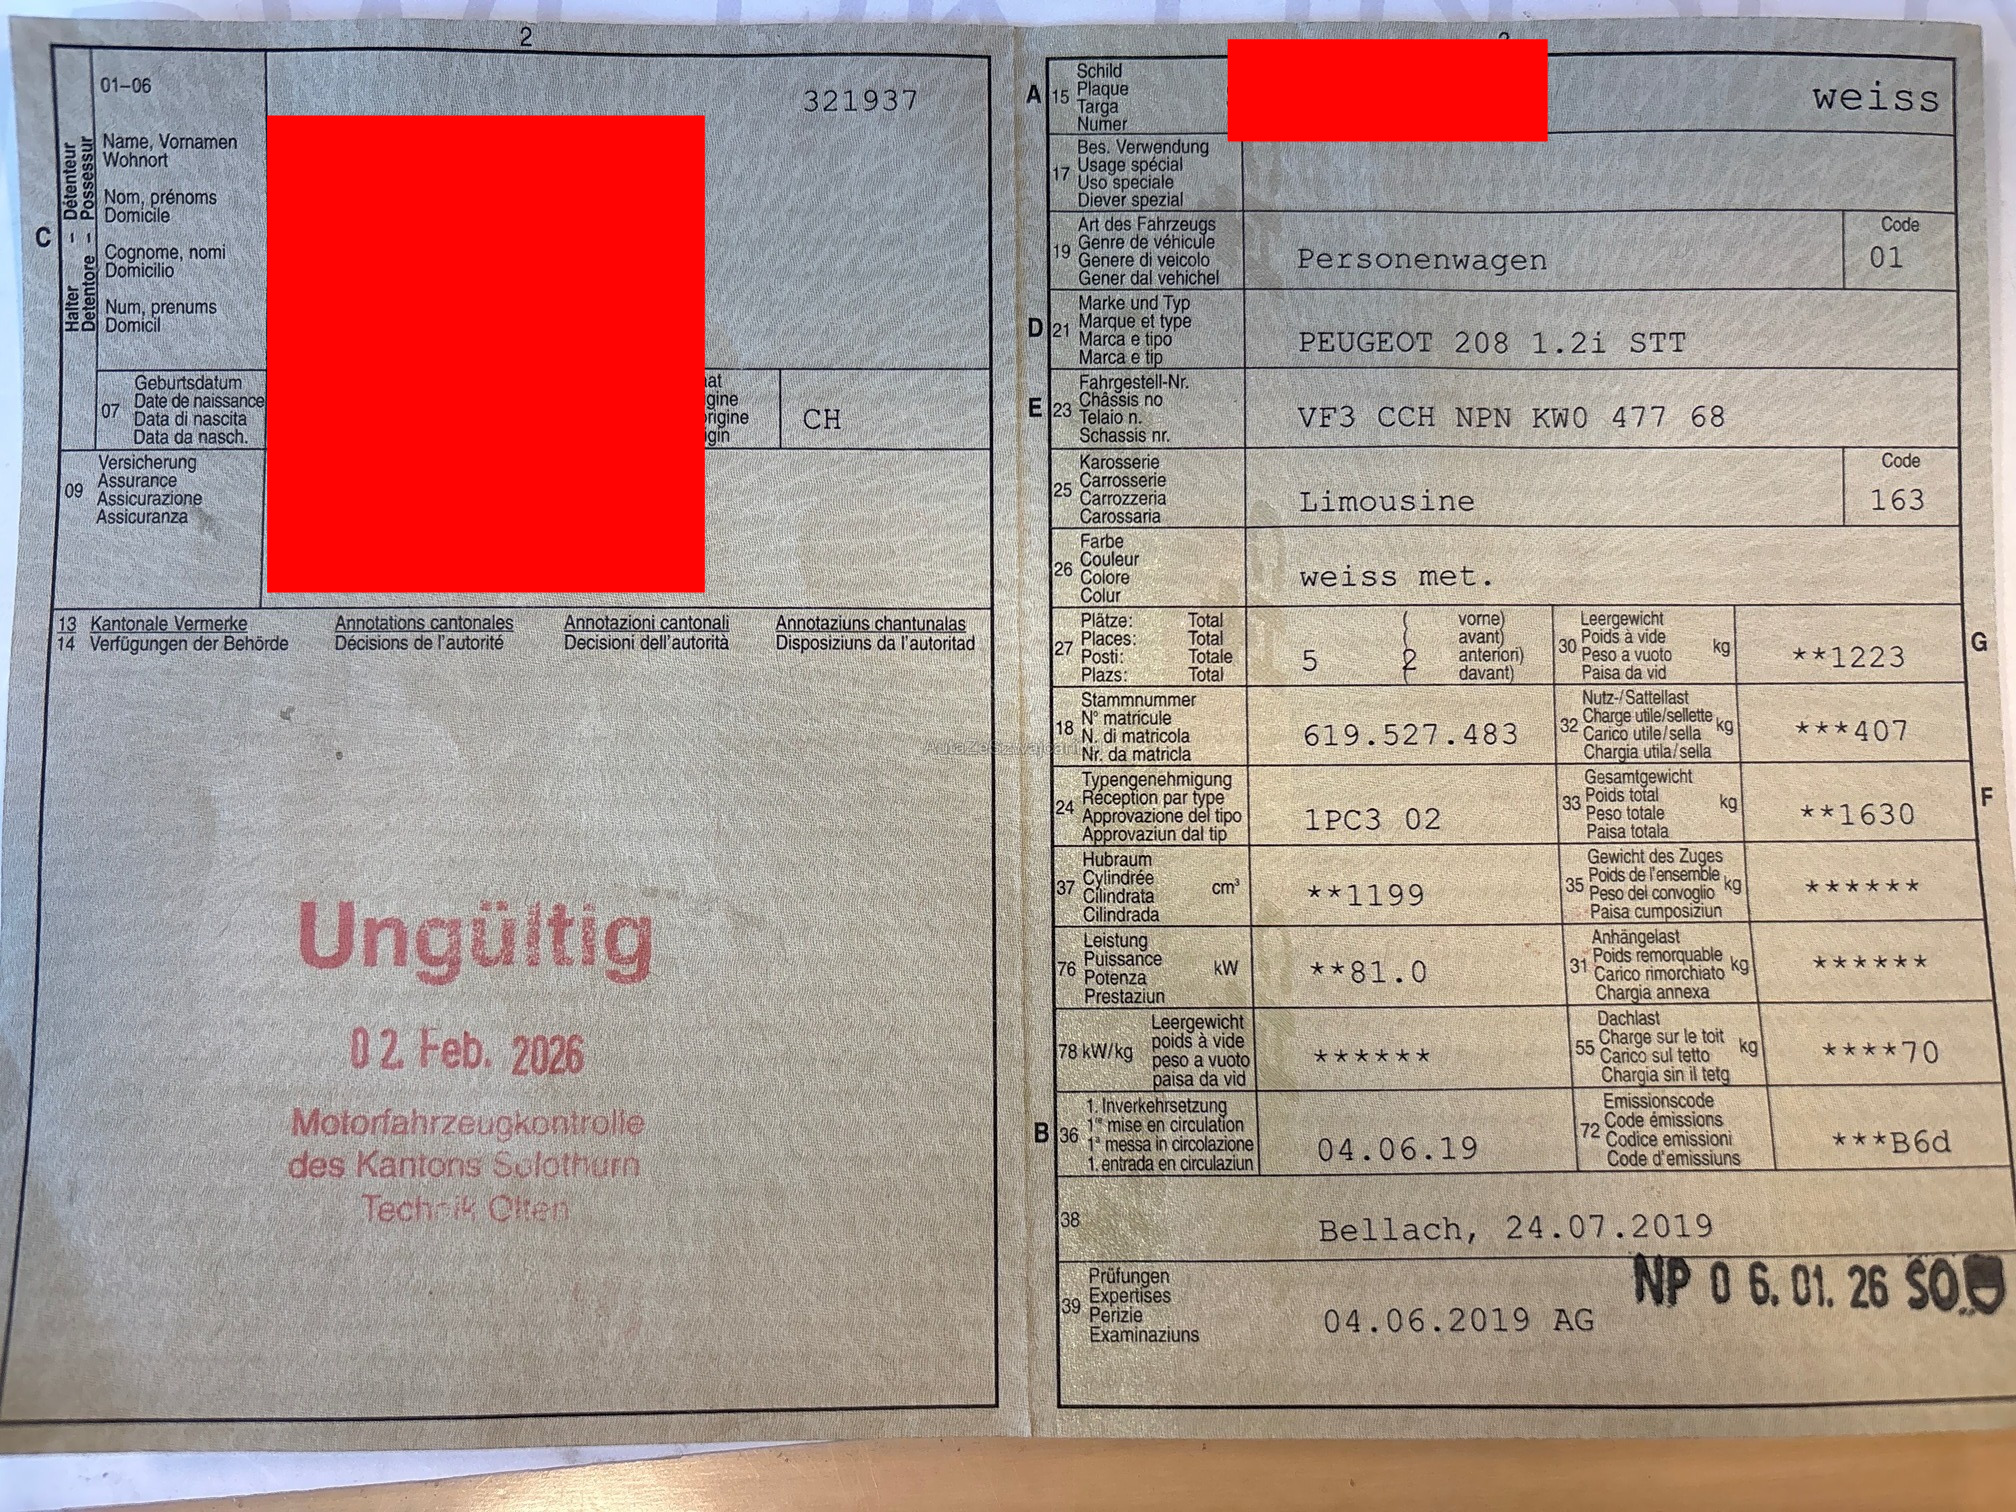 2
01–06
321937
Name, Vornamen
Wohnort
Nom, prénoms
Domicile
Cognome, nomi
Domicilio
Num, prenums
Domicil
C
Halter – Détenteur
Detentore – Possessur
07
Geburtsdatum
Date de naissance
Data di nascita
Data da nasch.
CH
09
Versicherung
Assurance
Assicurazione
Assicuranza
13 Kantonale Vermerke Annotations cantonales Annotazioni cantonali Annotaziuns chantunalas
14 Verfügungen der Behörde Décisions de l'autorité Decisioni dell'autorità Disposiziuns da l'autoritad
Ungültig
02. Feb. 2026
Motorfahrzeugkontrolle
des Kantons Solothurn
Technik Olten
A 15
Schild
Plaque
Targa
Numer
weiss
17
Bes. Verwendung
Usage spécial
Uso speciale
Diever spezial
19
Art des Fahrzeugs
Genre de véhicule
Genere di veicolo
Gener dal vehichel
Personenwagen
Code
01
D 21
Marke und Typ
Marque et type
Marca e tipo
Marca e tip
PEUGEOT 208 1.2i STT
E 23
Fahrgestell-Nr.
Châssis no
Telaio n.
Schassis nr.
VF3 CCH NPN KW0 477 68
25
Karosserie
Carrosserie
Carrozzeria
Carossaria
Limousine
Code
163
26
Farbe
Couleur
Colore
Colur
weiss met.
27
Plätze: Total ( vorne)
Places: Total ( avant)
Posti: Totale 5 2 anteriori)
Plazs: Total ( davant)
30
Leergewicht
Poids à vide
Peso a vuoto
Paisa da vid
kg
**1223
G
18
Stammnummer
N° matricule
N. di matricola
Nr. da matricla
619.527.483
32
Nutz-/Sattellast
Charge utile/sellette
Carico utile/sella
Chargia utila/sella
kg
***407
24
Typengenehmigung
Réception par type
Approvazione del tipo
Approvaziun dal tip
1PC3 02
33
Gesamtgewicht
Poids total
Peso totale
Paisa totala
kg
**1630
F
37
Hubraum
Cylindrée
Cilindrata
Cilindrada
cm³
**1199
35
Gewicht des Zuges
Poids de l'ensemble
Peso del convoglio
Paisa cumposiziun
kg
******
76
Leistung
Puissance
Potenza
Prestaziun
kW
**81.0
31
Anhängelast
Poids remorquable
Carico rimorchiato
Chargia annexa
kg
******
78 kW/kg
Leergewicht
poids à vide
peso a vuoto
paisa da vid
******
55
Dachlast
Charge sur le toit
Carico sul tetto
Chargia sin il tetg
kg
****70
B 36
1. Inverkehrsetzung
1re mise en circulation
1a messa in circolazione
1. entrada en circulaziun
04.06.19
72
Emissionscode
Code émissions
Codice emissioni
Code d'emissiuns
***B6d
38
Bellach, 24.07.2019
39
Prüfungen
Expertises
Perizie
Examinaziuns
04.06.2019 AG
NP 0 6. 01. 26 SO